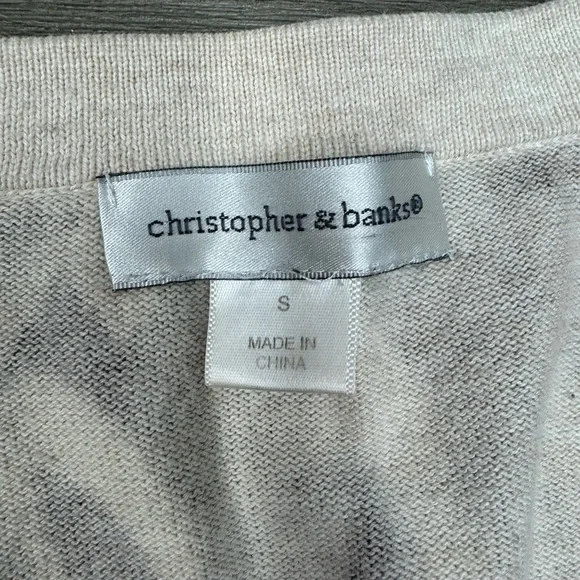 christopher & banks®
S
MADE IN
CHINA